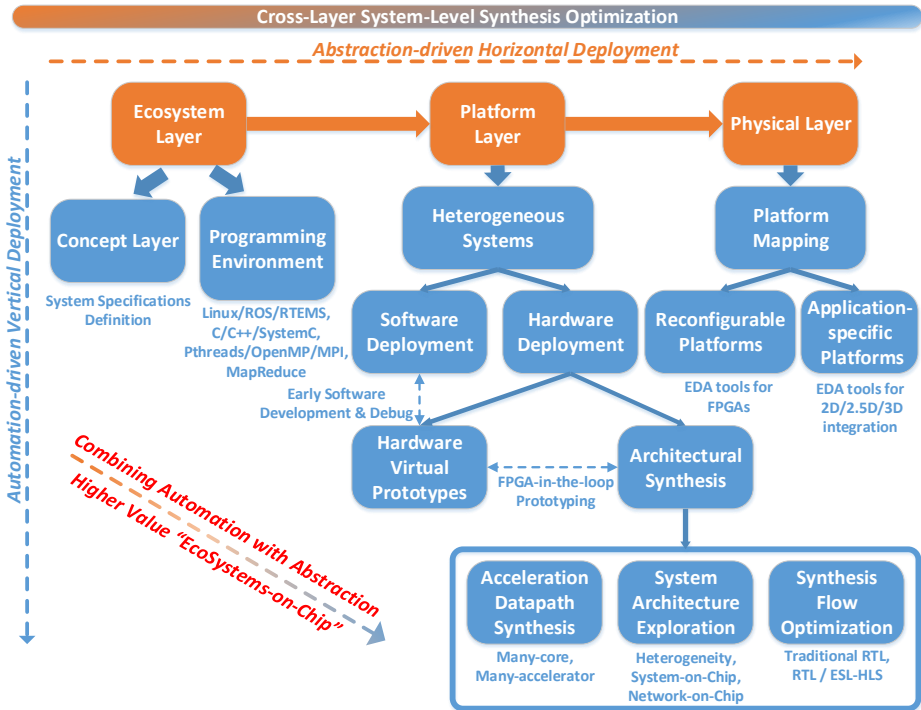 Cross-Layer System-Level Synthesis Optimization
Abstraction-driven Horizontal Deployment
Automation-driven Vertical Deployment
Ecosystem
Layer
Platform
Layer
Physical Layer
Concept Layer
System Specifications
Definition
Programming
Environment
Linux/ROS/RTEMS,
C/C++/SystemC,
Pthreads/OpenMP/MPI,
MapReduce
Heterogeneous
Systems
Platform
Mapping
Software
Deployment
Hardware
Deployment
Reconfigurable
Platforms
EDA tools for
FPGAs
Application-
specific
Platforms
EDA tools for
2D/2.5D/3D
integration
Early Software
Development & Debug
Hardware
Virtual
Prototypes
FPGA-in-the-loop
Prototyping
Architectural
Synthesis
Combining Automation with Abstraction
Higher Value “EcoSystems-on-Chip”
Acceleration
Datapath
Synthesis
Many-core,
Many-accelerator
System
Architecture
Exploration
Heterogeneity,
System-on-Chip,
Network-on-Chip
Synthesis
Flow
Optimization
Traditional RTL,
RTL / ESL-HLS